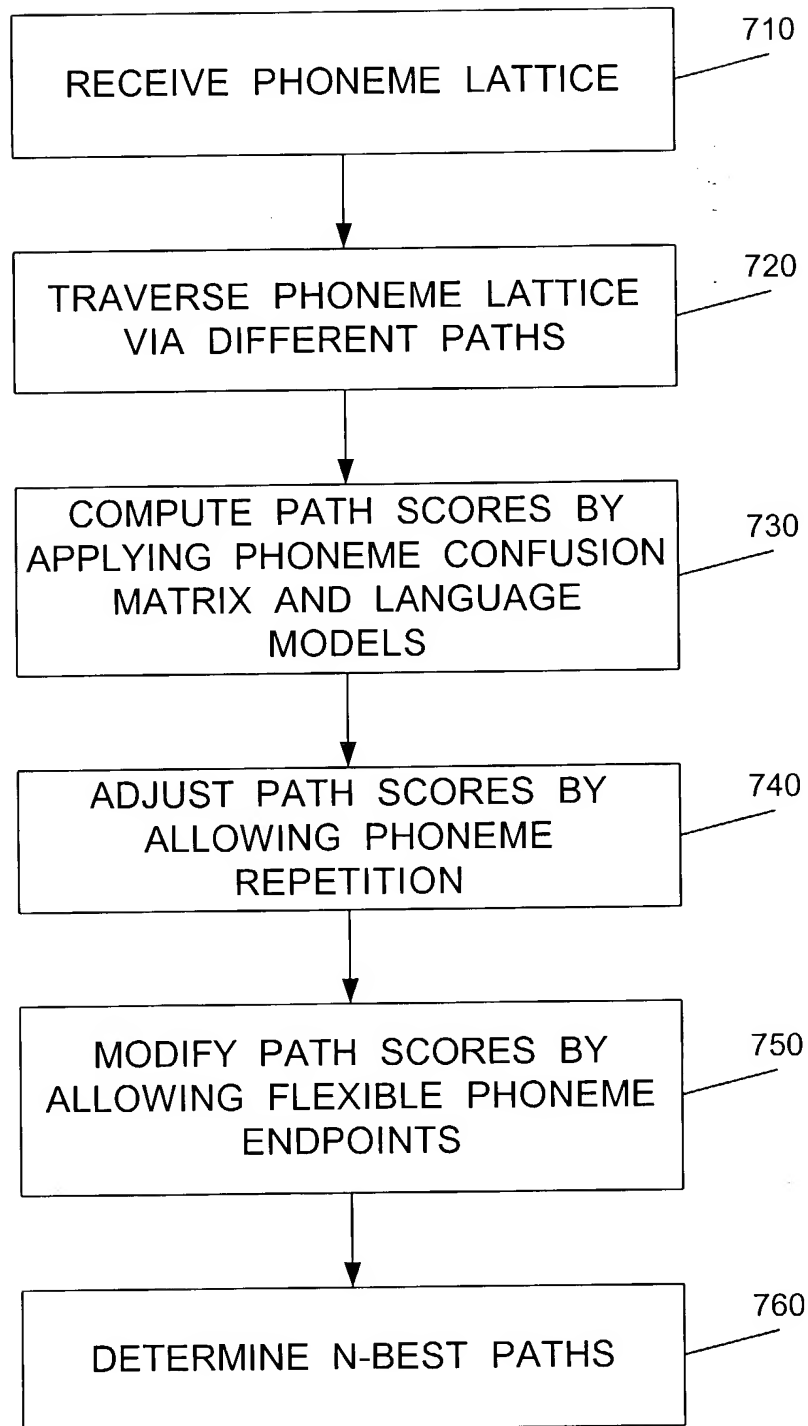 710
RECEIVE PHONEME LATTICE
720
TRAVERSE PHONEME LATTICE
VIA DIFFERENT PATHS
COMPUTE PATH SCORES BY
730
APPLYING PHONEME CONFUSION
MATRIX AND LANGUAGE
MODELS
740
ADJUST PATH SCORES BY
ALLOWING PHONEME
REPETITION
750
MODIFY PATH SCORES BY
ALLOWING FLEXIBLE PHONEME
ENDPOINTS
760
DETERMINE N-BEST PATHS